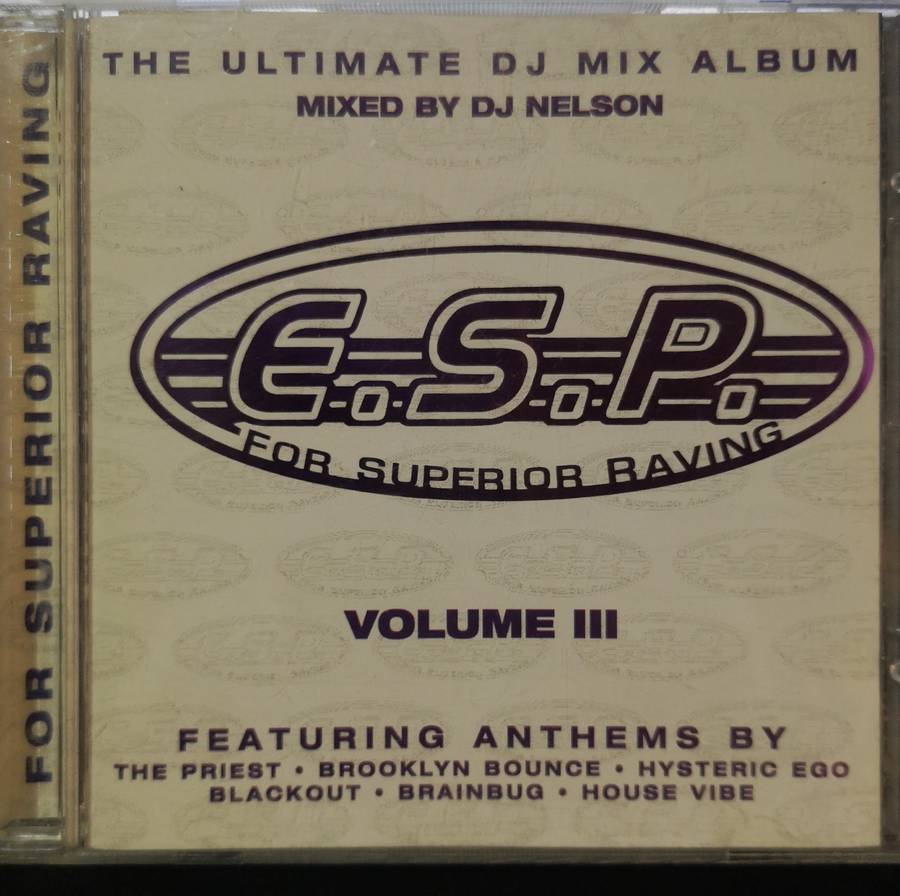 FOR SUPERIOR RAVING
THE ULTIMATE DJ MIX ALBUM
MIXED BY DJ NELSON
E.S.P.
FOR SUPERIOR RAVING
VOLUME III
FEATURING ANTHEMS BY
THE PRIEST • BROOKLYN BOUNCE • HYSTERIC EGO
BLACKOUT • BRAINBUG • HOUSE VIBE